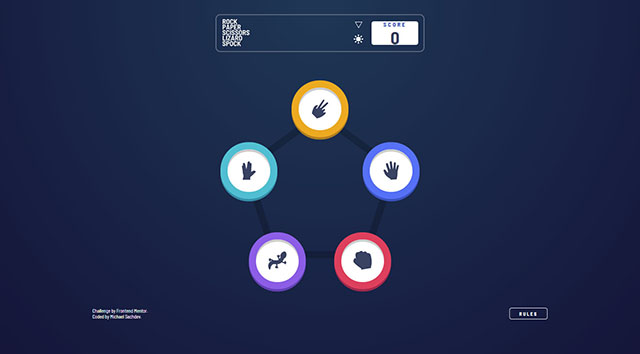 ROCK
PAPER
SCISSORS
LIZARD
SPOCK
SCORE
0
Challenge by Frontend Mentor.
Coded by Michael Sachdev.
RULES